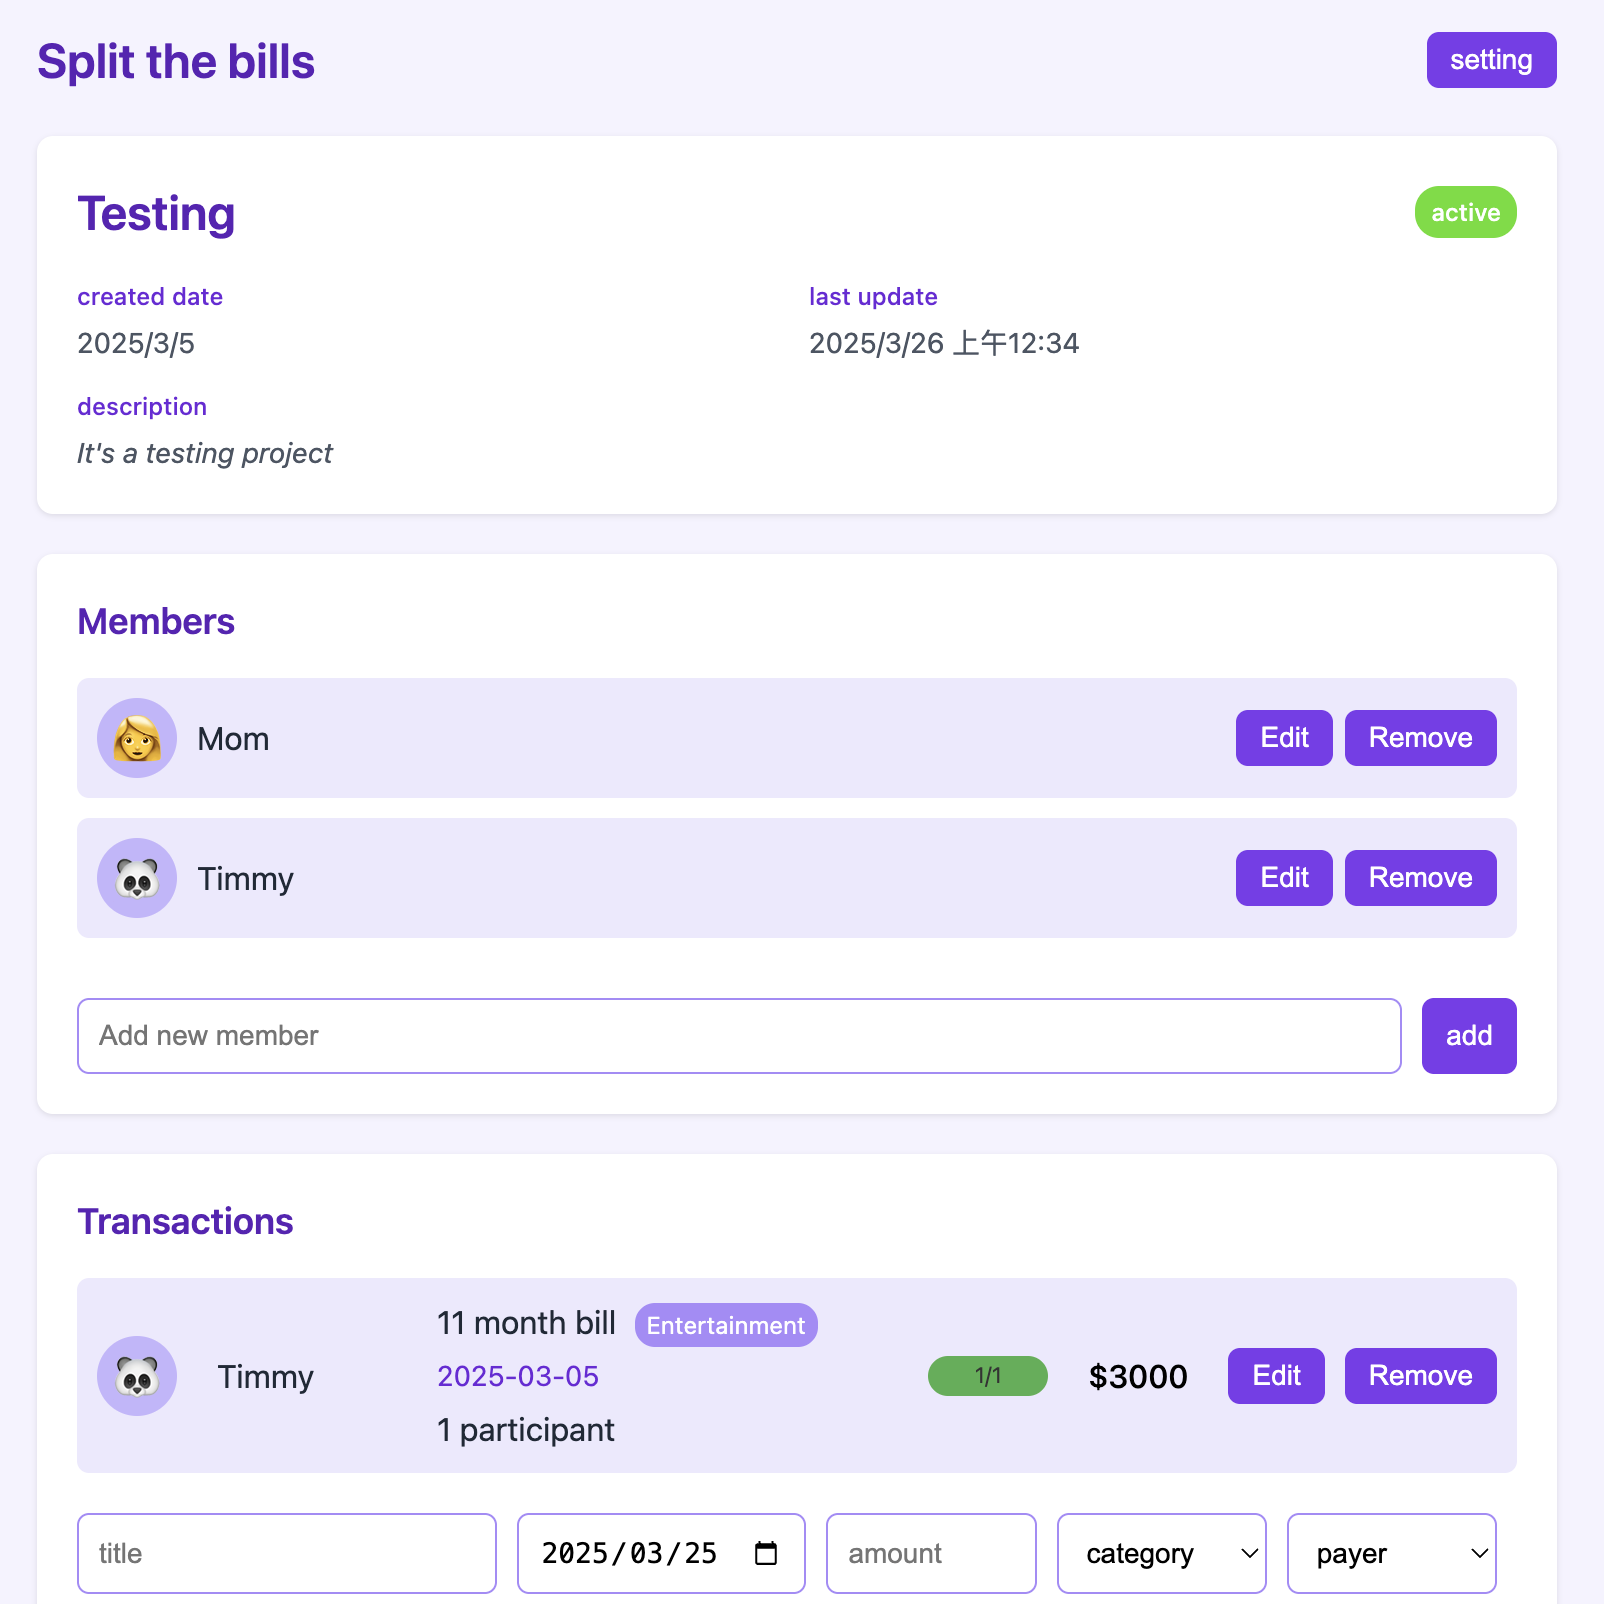 Split the bills
setting
Testing
active
created date
last update
2025/3/5
2025/3/26 上午12:34
description
It's a testing project
Members
Mom
Edit
Remove
Timmy
Edit
Remove
Add new member
add
Transactions
11 month bill
Entertainment
Timmy
2025-03-05
1/1
$3000
Edit
Remove
1 participant
title
2025/03/25
amount
category
payer